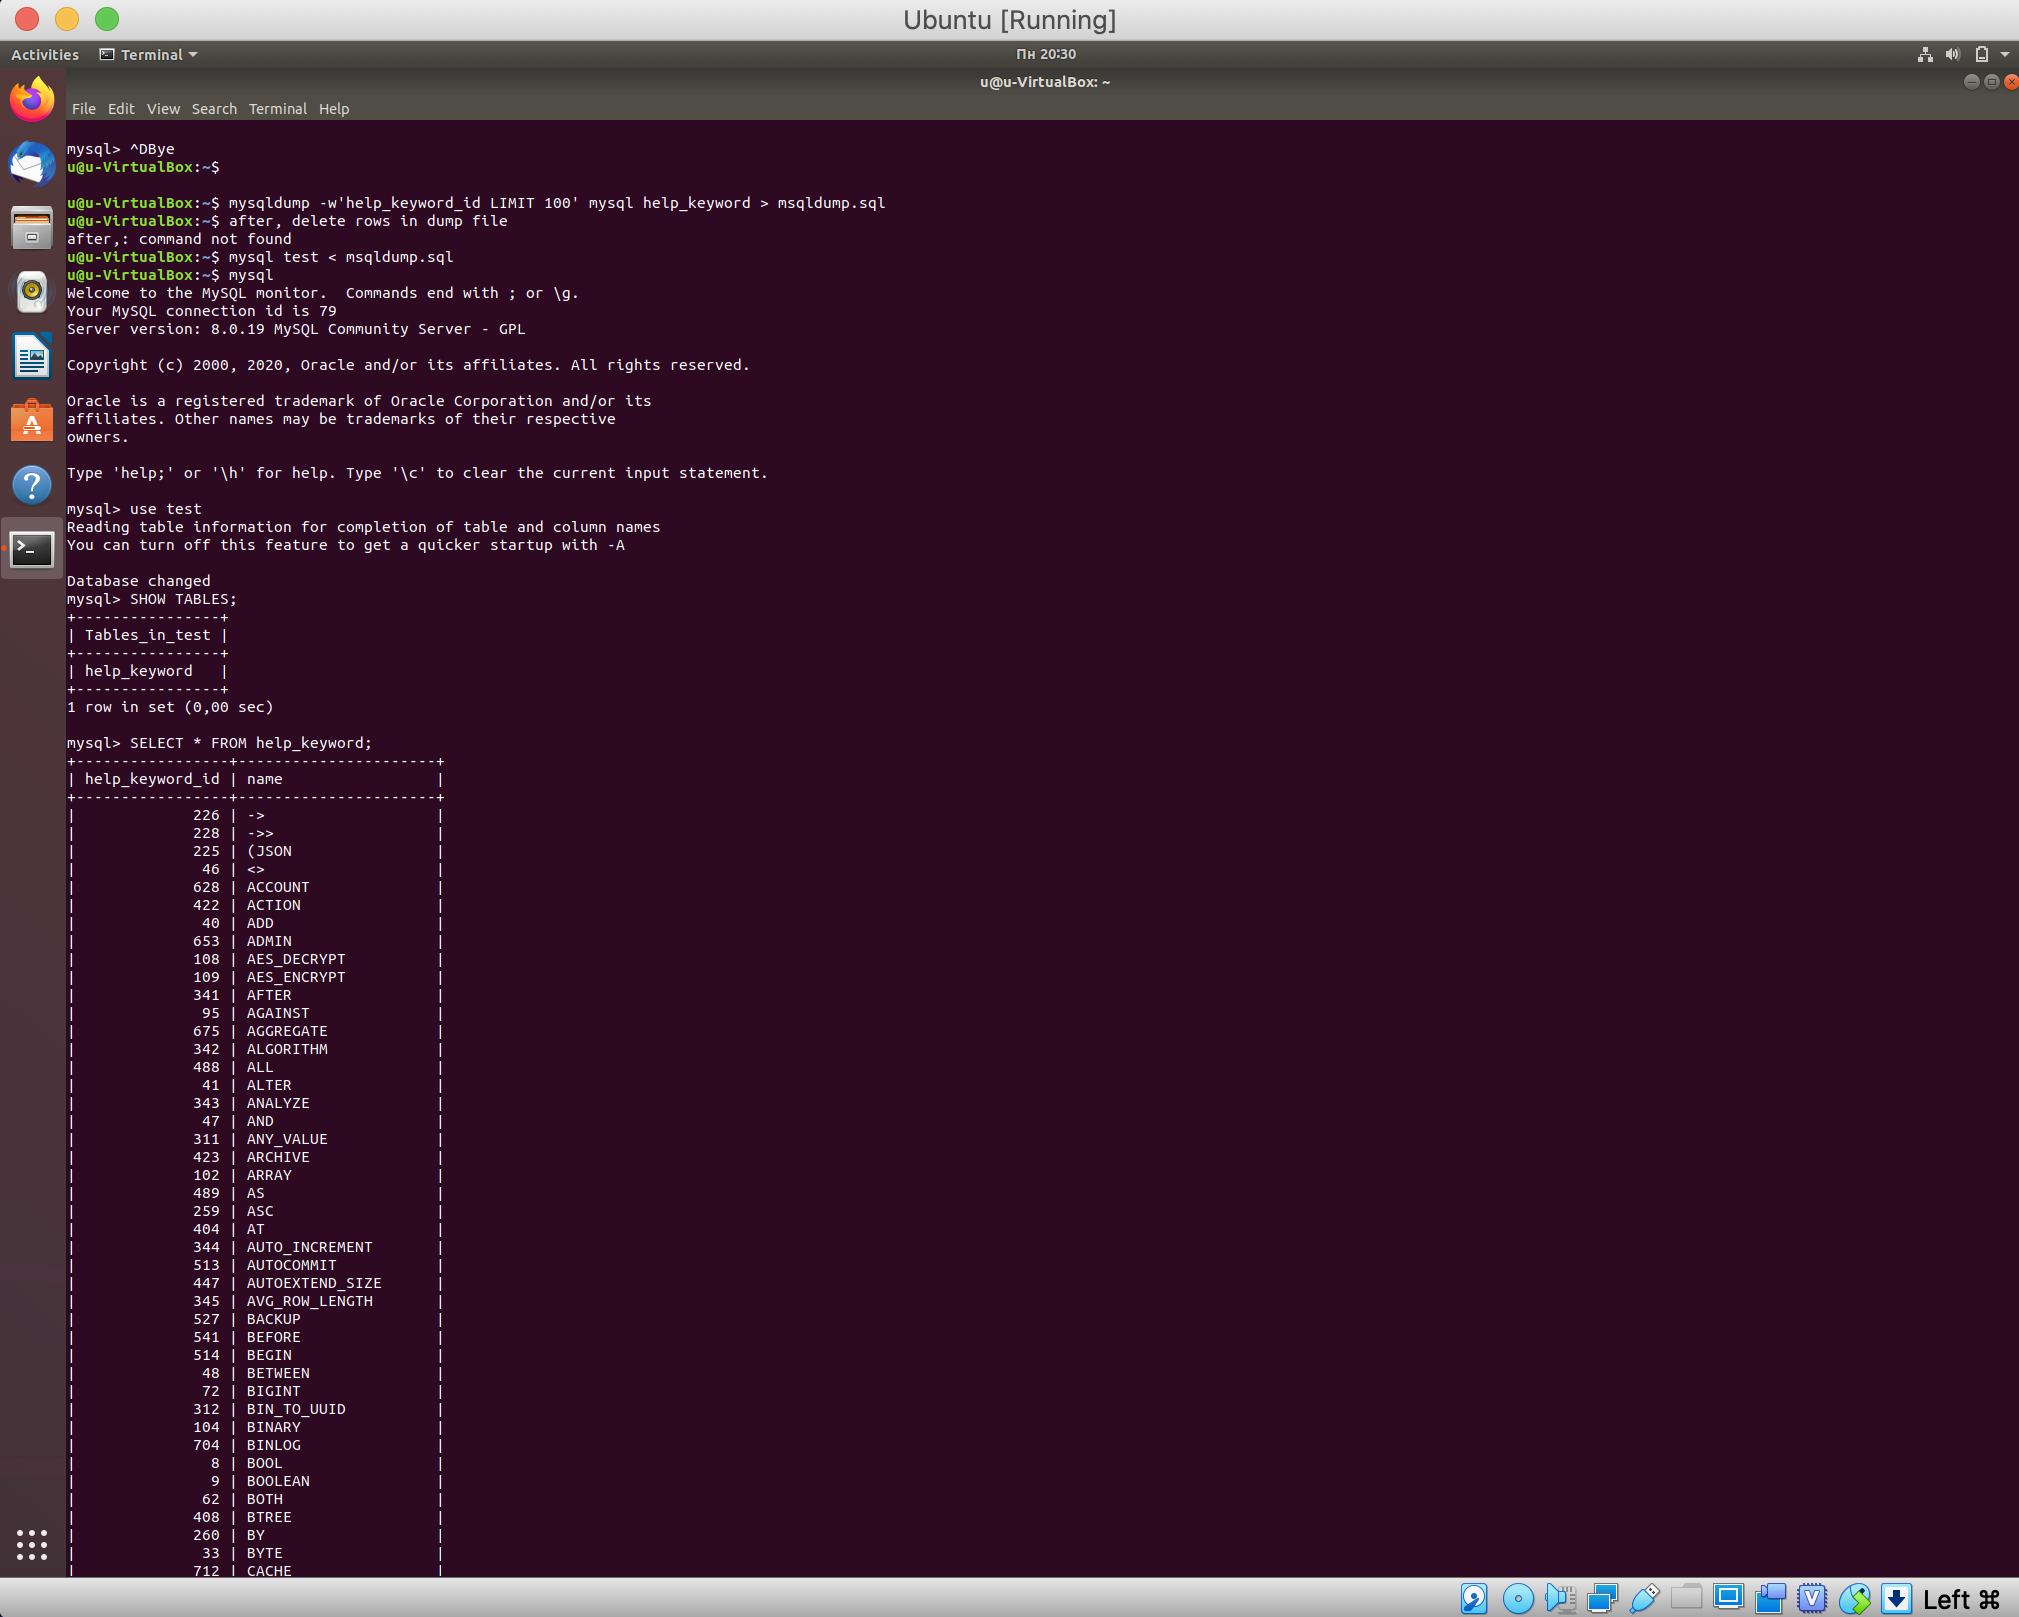 Ubuntu [Running]
Activities Terminal Пн 20:30
u@u-VirtualBox: ~
File Edit View Search Terminal Help
mysql> ^DBye
u@u-VirtualBox:~$
u@u-VirtualBox:~$ mysqldump -w'help_keyword_id LIMIT 100' mysql help_keyword > msqldump.sql
u@u-VirtualBox:~$ after, delete rows in dump file
after,: command not found
u@u-VirtualBox:~$ mysql test < msqldump.sql
u@u-VirtualBox:~$ mysql
Welcome to the MySQL monitor.  Commands end with ; or \g.
Your MySQL connection id is 79
Server version: 8.0.19 MySQL Community Server - GPL
Copyright (c) 2000, 2020, Oracle and/or its affiliates. All rights reserved.
Oracle is a registered trademark of Oracle Corporation and/or its
affiliates. Other names may be trademarks of their respective
owners.
Type 'help;' or '\h' for help. Type '\c' to clear the current input statement.
mysql> use test
Reading table information for completion of table and column names
You can turn off this feature to get a quicker startup with -A
Database changed
mysql> SHOW TABLES;
+----------------+
| Tables_in_test |
+----------------+
| help_keyword   |
+----------------+
1 row in set (0,00 sec)
mysql> SELECT * FROM help_keyword;
+-----------------+----------------------+
| help_keyword_id | name                 |
+-----------------+----------------------+
|             226 | ->                   |
|             228 | ->>                  |
|             225 | (JSON                |
|              46 | <>                   |
|             628 | ACCOUNT              |
|             422 | ACTION               |
|              40 | ADD                  |
|             653 | ADMIN                |
|             108 | AES_DECRYPT          |
|             109 | AES_ENCRYPT          |
|             341 | AFTER                |
|              95 | AGAINST              |
|             675 | AGGREGATE            |
|             342 | ALGORITHM            |
|             488 | ALL                  |
|              41 | ALTER                |
|             343 | ANALYZE              |
|              47 | AND                  |
|             311 | ANY_VALUE            |
|             423 | ARCHIVE              |
|             102 | ARRAY                |
|             489 | AS                   |
|             259 | ASC                  |
|             404 | AT                   |
|             344 | AUTO_INCREMENT       |
|             513 | AUTOCOMMIT           |
|             447 | AUTOEXTEND_SIZE      |
|             345 | AVG_ROW_LENGTH       |
|             527 | BACKUP               |
|             541 | BEFORE               |
|             514 | BEGIN                |
|              48 | BETWEEN              |
|              72 | BIGINT               |
|             312 | BIN_TO_UUID          |
|             104 | BINARY               |
|             704 | BINLOG               |
|               8 | BOOL                 |
|               9 | BOOLEAN              |
|              62 | BOTH                 |
|             408 | BTREE                |
|             260 | BY                   |
|              33 | BYTE                 |
|             712 | CACHE                |
Left ⌘